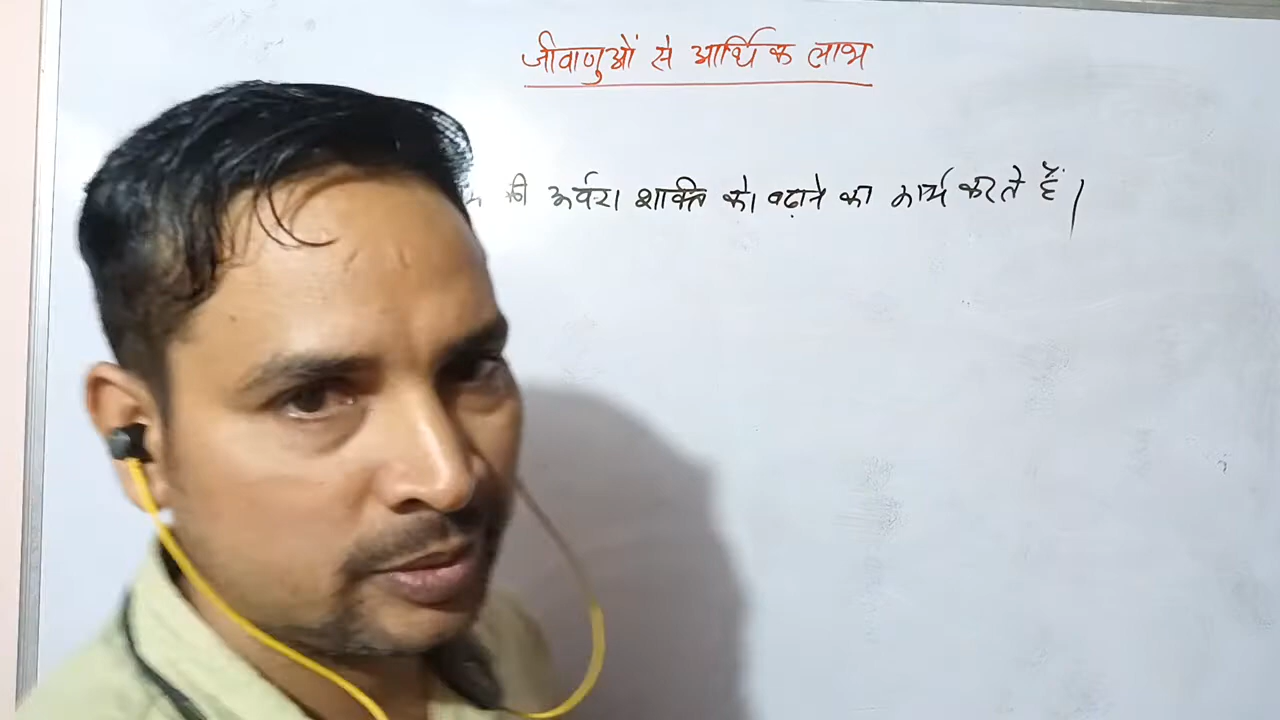 जीवाणुओं से आर्थिक लाभ
की उर्वरा शक्ति को बढ़ाने का कार्य करते हैं।